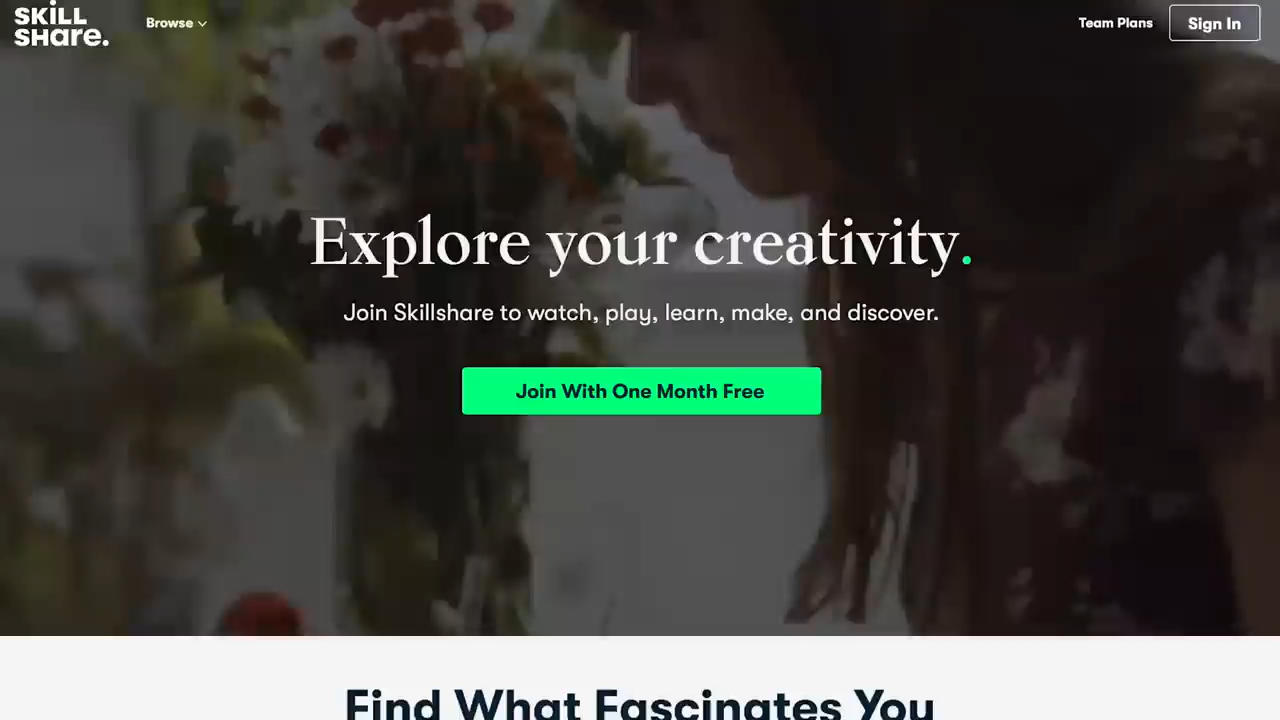 SKiLL
SHare.
Browse
Team Plans
Sign In
Explore your creativity.
Join Skillshare to watch, play, learn, make, and discover.
Join With One Month Free
Find What Fascinates You